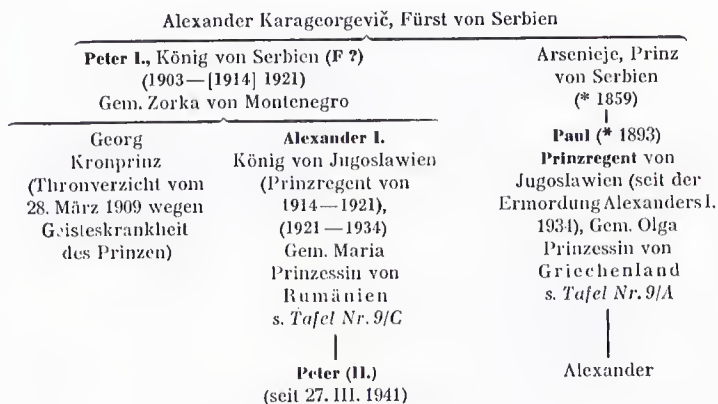 Alexander Karageorgevič, Fürst von Serbien
Peter I., König von Serbien (F ?)
(1903—[1914] 1921)
Gem. Zorka von Montenegro
Arsenieje, Prinz
von Serbien
(* 1859)
Georg
Kronprinz
(Thronverzicht vom
28. März 1909 wegen
Geisteskrankheit
des Prinzen)
Alexander I.
König von Jugoslawien
(Prinzregent von
1914—1921),
(1921—1934)
Gem. Maria
Prinzessin von
Rumänien
s. Tafel Nr. 9/C
Peter (II.)
(seit 27. III. 1941)
Paul (* 1893)
Prinzregent von
Jugoslawien (seit der
Ermordung Alexanders I.
1934), Gem. Olga
Prinzessin von
Griechenland
s. Tafel Nr. 9/A
Alexander